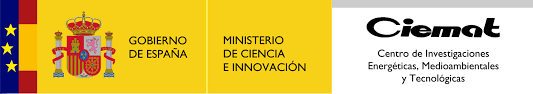 GOBIERNO
DE ESPAÑA
MINISTERIO
DE CIENCIA
E INNOVACIÓN
Ciemat
Centro de Investigaciones
Energéticas, Medioambientales
y Tecnológicas